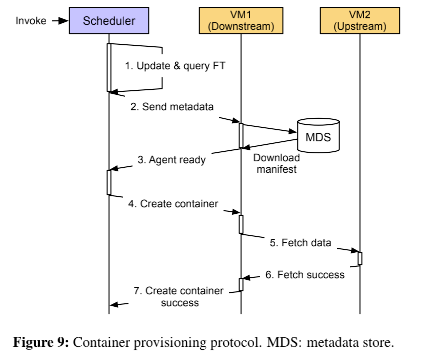 Invoke
Scheduler
VM1
(Downstream)
VM2
(Upstream)
1. Update & query FT
2. Send metadata
MDS
3. Agent ready
Download
manifest
4. Create container
5. Fetch data
6. Fetch success
7. Create container
success
Figure 9: Container provisioning protocol. MDS: metadata store.